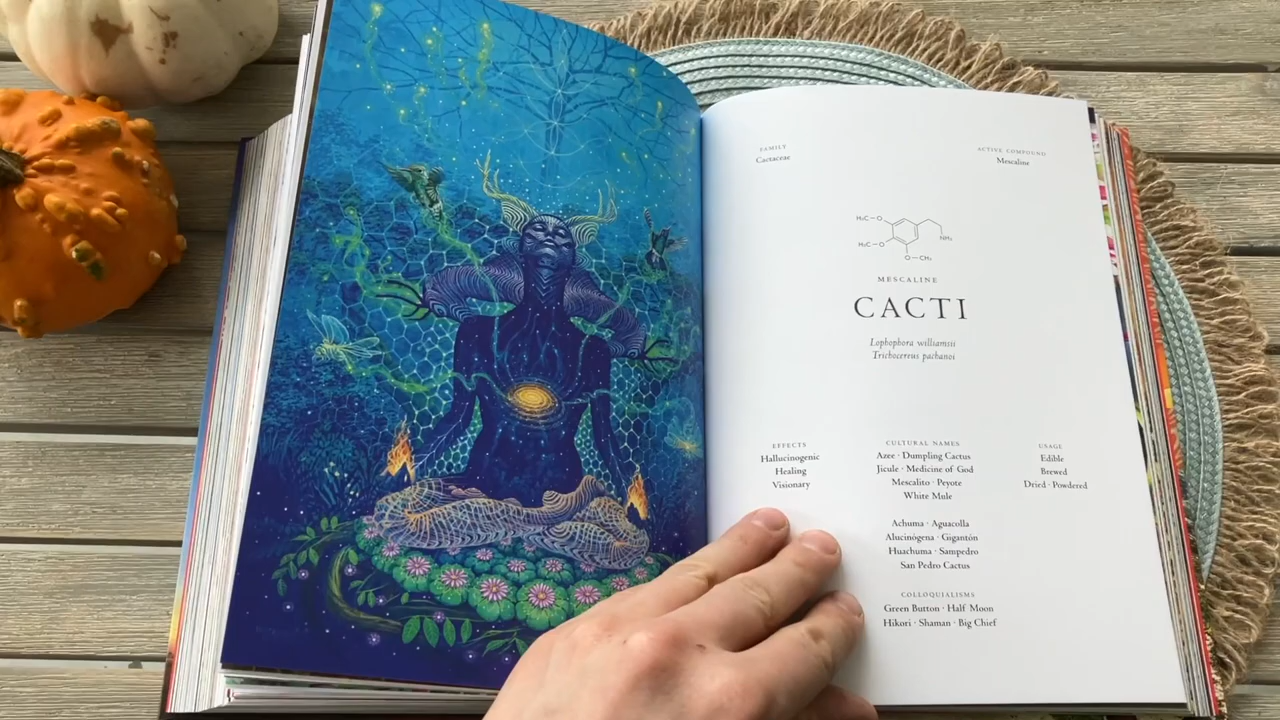 FAMILY
Cactaceae
ACTIVE COMPOUND
Mescaline
H₃C-O
H₃C-O
NH₂
O-CH₃
MESCALINE
CACTI
Lophophora williamsii
Trichocereus pachanoi
EFFECTS
Hallucinogenic
Healing
Visionary
CULTURAL NAMES
Azee · Dumpling Cactus
Jicule · Medicine of God
Mescalito · Peyote
White Mule
Achuma · Aguacolla
Alucinògena · Gigantón
Huachuma · Sampedro
San Pedro Cactus
COLLOQUIALISMS
Green Button · Half Moon
Hikori · Shaman · Big Chief
USAGE
Edible
Brewed
Dried · Powdered